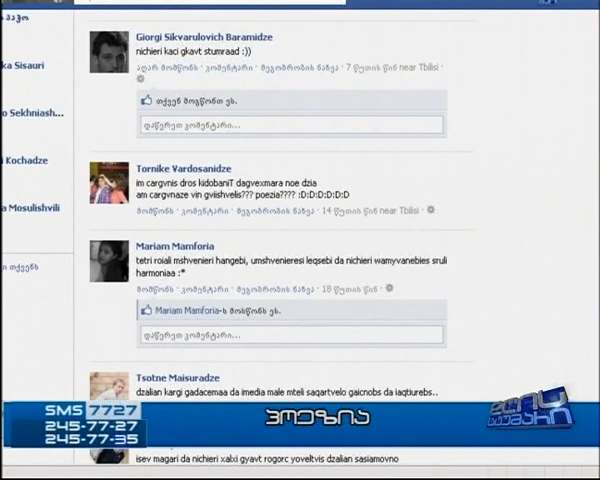 Giorgi Sikvarulovich Baramidze
nichieri kaci gkavt stumraad :))
აღარ მომწონს · კომენტარი · მეგობრობის ნახვა · 7 წუთის წინ near Tbilisi ·
თქვენ მოგწონთ ეს.
დაწერეთ კომენტარი...
ka Sisauri
o Sekhniash...
i Kochadze
a Mosulishvili
ი თქვენს
Tornike Vardosanidze
im cargvnis dros kidobaniT dagvexmara noe dzia
am cargvnaze vin gviishvelis??? poezia???? :D:D:D:D:D:D
მომწონს · კომენტარი · მეგობრობის ნახვა · 14 წუთის წინ near Tbilisi ·
Mariam Mamforia
tetri roiali mshvenieri hangebi, umshvenieresi leqsebi da nichieri wamyvanebies sruli
harmoniaa :*
მომწონს · კომენტარი · მეგობრობის ნახვა · 18 წუთის წინ ·
Mariam Mamforia-ს მოსწონს ეს.
დაწერეთ კომენტარი...
Tsotne Maisuradze
dzalian kargi gadacemaa da imedia male mteli saqartvelo gaicnobs da iaqtiurebs..
SMS 7727
245-77-27
245-77-35
პოეზია
დღის
სტუმარი
isev magari da nichieri xalxi gyavt rogorc yoveltvis dzalian sasiamovno